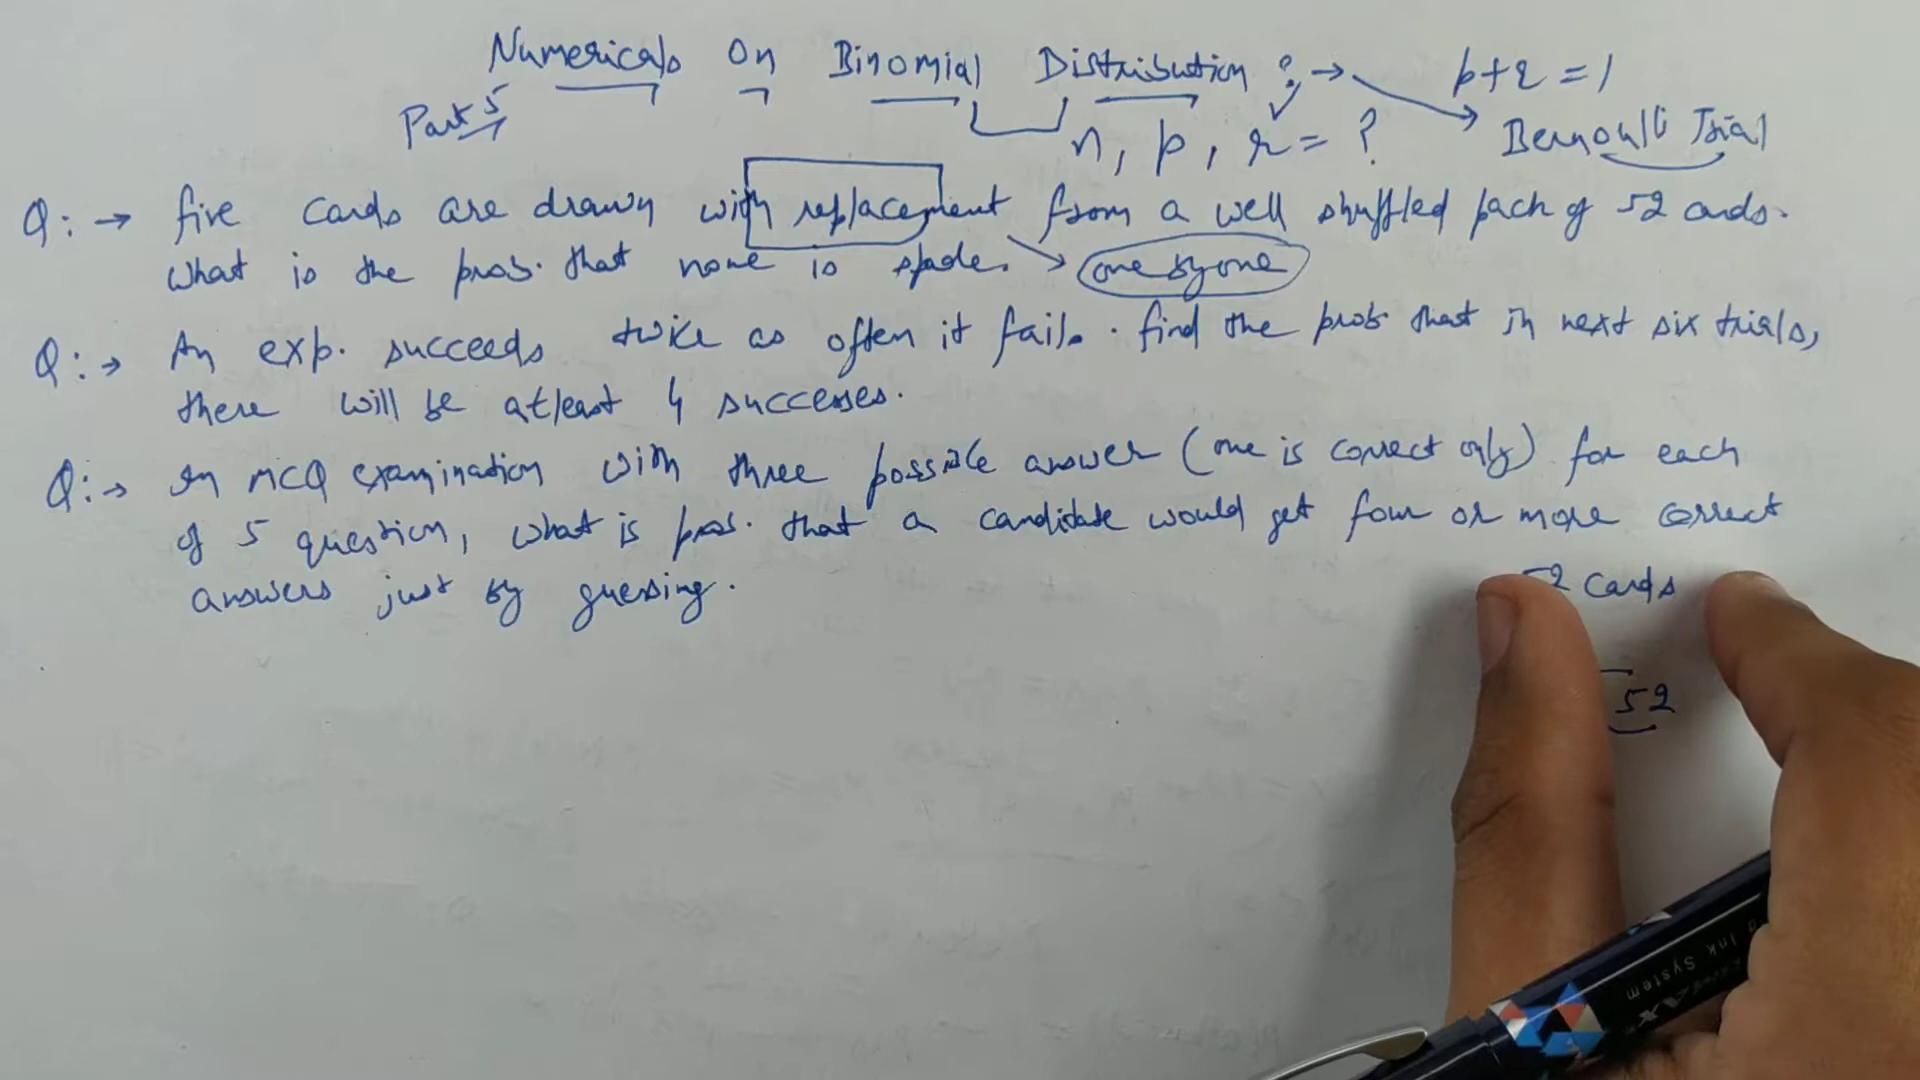 Numericals On Binomial Distribution :→ p+q=1
Part 5
n, p, r = ? Bernoulli Trial
Q:→ five cards are drawn with replacement from a well shuffled pack of 52 cards.
What is the prob. that none is spade. → one by one
Q:→ An exp. succeeds twice as often it fails. find the prob. that in next six trials,
there will be atleast 4 successes.
Q:→ In MCQ examination with three possible answer (one is correct only) for each
of 5 question, what is prob. that a candidate would get four or more correct
answers just by guessing.
52 Cards
52
Ink System